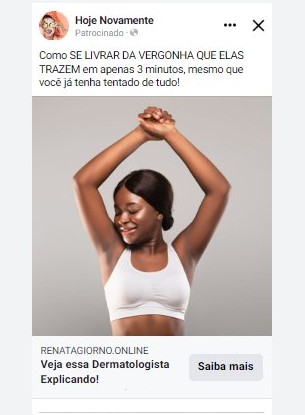 Hoje Novamente
Patrocinado ·
Como SE LIVRAR DA VERGONHA QUE ELAS
TRAZEM em apenas 3 minutos, mesmo que
você já tenha tentado de tudo!
RENATAGIORNO.ONLINE
Veja essa Dermatologista
Explicando!
Saiba mais